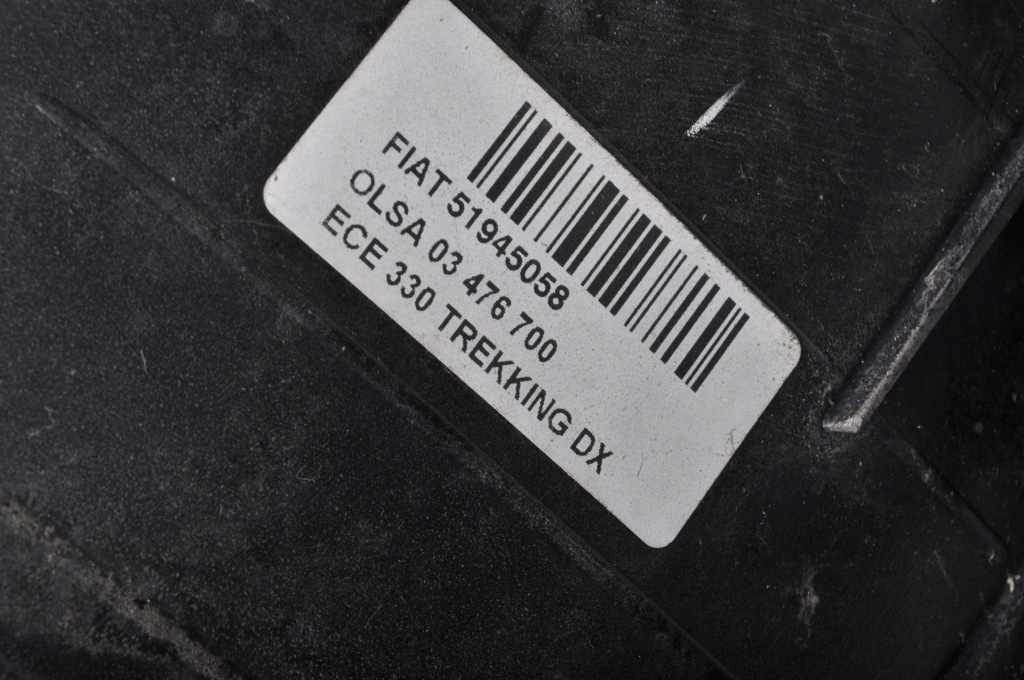 FIAT 51945058
OLSA 03 476 700
ECE 330 TREKKING DX